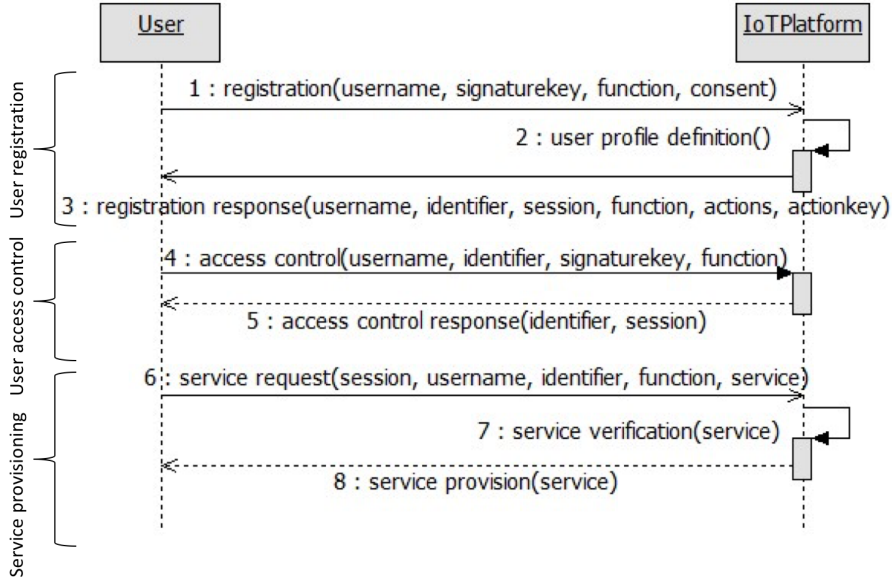 User
IoTPlatform
User registration
1 : registration(username, signaturekey, function, consent)
2 : user profile definition()
3 : registration response(username, identifier, session, function, actions, actionkey)
User access control
4 : access control(username, identifier, signaturekey, function)
5 : access control response(identifier, session)
Service provisioning
6 : service request(session, username, identifier, function, service)
7 : service verification(service)
8 : service provision(service)